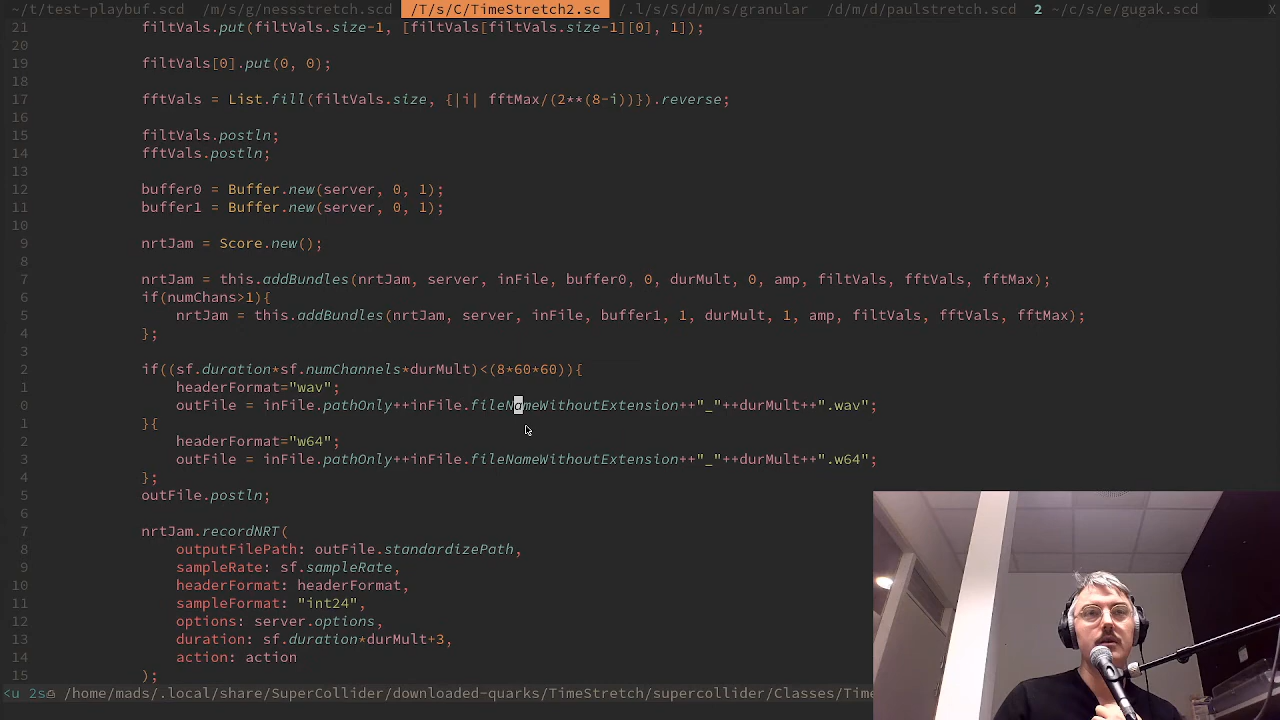 ~/t/test-playbuf.scd /m/s/g/nessstretch.scd /T/s/C/TimeStretch2.sc /.l/s/S/d/m/s/granular /d/m/d/paulstretch.scd 2 ~/c/s/e/gugak.scd X
21 filtVals.put(filtVals.size-1, [filtVals[filtVals.size-1][0], 1]);
20
19 filtVals[0].put(0, 0);
18
17 fftVals = List.fill(filtVals.size, {|i| fftMax/(2**(8-i))}).reverse;
16
15 filtVals.postln;
14 fftVals.postln;
13
12 buffer0 = Buffer.new(server, 0, 1);
11 buffer1 = Buffer.new(server, 0, 1);
10
9 nrtJam = Score.new();
8
7 nrtJam = this.addBundles(nrtJam, server, inFile, buffer0, 0, durMult, 0, amp, filtVals, fftVals, fftMax);
6 if(numChans>1){
5 nrtJam = this.addBundles(nrtJam, server, inFile, buffer1, 1, durMult, 1, amp, filtVals, fftVals, fftMax);
4 };
3
2 if((sf.duration*sf.numChannels*durMult)<(8*60*60)){
1 headerFormat="wav";
0 outFile = inFile.pathOnly++inFile.fileNameWithoutExtension++"_"++durMult++".wav";
1 }{
2 headerFormat="w64";
3 outFile = inFile.pathOnly++inFile.fileNameWithoutExtension++"_"++durMult++".w64";
4 };
5 outFile.postln;
6
7 nrtJam.recordNRT(
8 outputFilePath: outFile.standardizePath,
9 sampleRate: sf.sampleRate,
10 headerFormat: headerFormat,
11 sampleFormat: "int24",
12 options: server.options,
13 duration: sf.duration*durMult+3,
14 action: action
15 );
/home/mads/.local/share/SuperCollider/downloaded-quarks/TimeStretch/supercollider/Classes/Time